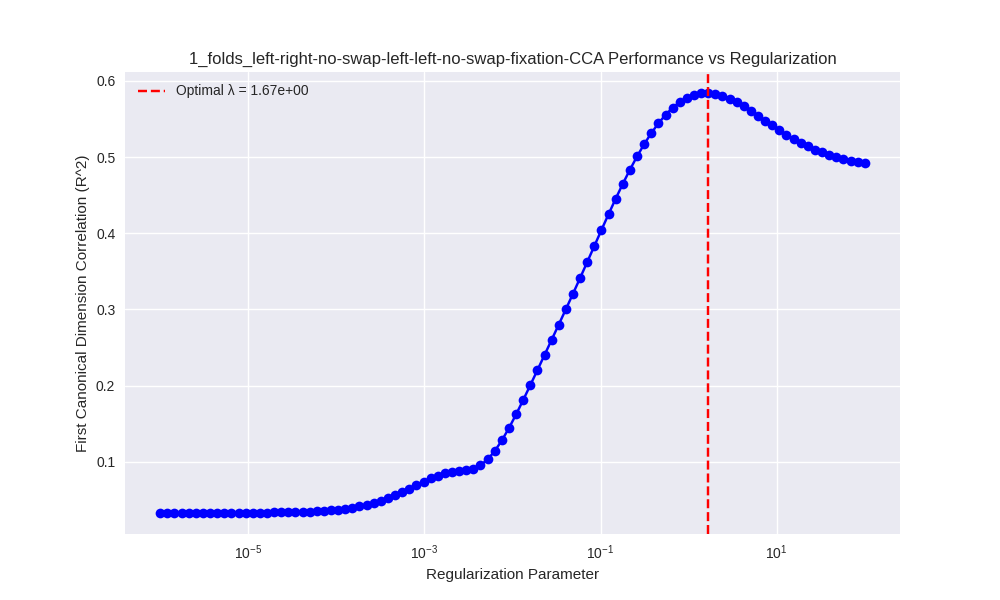 1_folds_left-right-no-swap-left-left-no-swap-fixation-CCA Performance vs Regularization
Optimal λ = 1.67e+00
First Canonical Dimension Correlation (R^2)
0.6
0.5
0.4
0.3
0.2
0.1
10⁻⁵
10⁻³
10⁻¹
10¹
Regularization Parameter